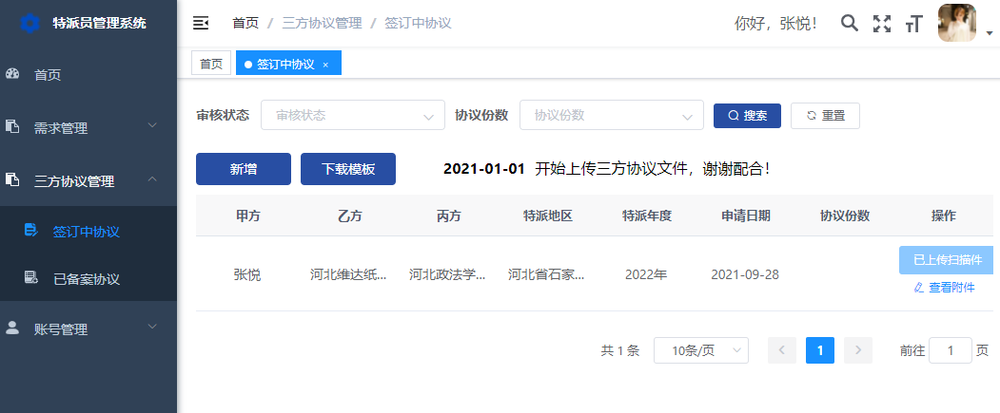 特派员管理系统
首页 / 三方协议管理 / 签订中协议
你好，张悦！
首页
签订中协议 ×
首页
需求管理
三方协议管理
签订中协议
已备案协议
账号管理
审核状态 审核状态 协议份数 协议份数 搜索 重置
新增 下载模板 2021-01-01 开始上传三方协议文件，谢谢配合！
甲方 乙方 丙方 特派地区 特派年度 申请日期 协议份数 操作
张悦 河北维达纸... 河北政法学... 河北省石家... 2022年 2021-09-28 已上传扫描件
查看附件
共 1 条 10条/页 1 前往 1 页